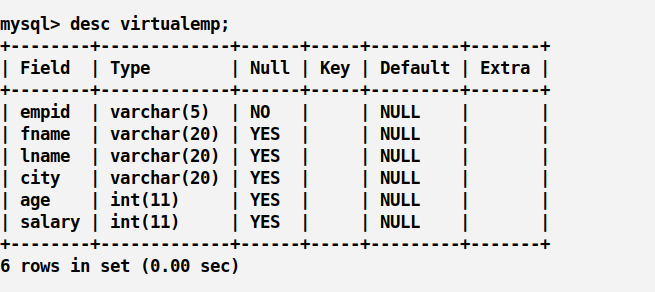 mysql> desc virtualemp;
+--------+-------------+------+-----+---------+-------+
| Field  | Type        | Null | Key | Default | Extra |
+--------+-------------+------+-----+---------+-------+
| empid  | varchar(5)  | NO   |     | NULL    |       |
| fname  | varchar(20) | YES  |     | NULL    |       |
| lname  | varchar(20) | YES  |     | NULL    |       |
| city   | varchar(20) | YES  |     | NULL    |       |
| age    | int(11)     | YES  |     | NULL    |       |
| salary | int(11)     | YES  |     | NULL    |       |
+--------+-------------+------+-----+---------+-------+
6 rows in set (0.00 sec)